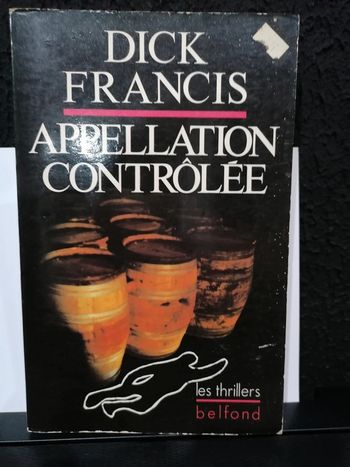 DICK
FRANCIS
APPELLATION
CONTRÔLÉE
les thrillers
belfond